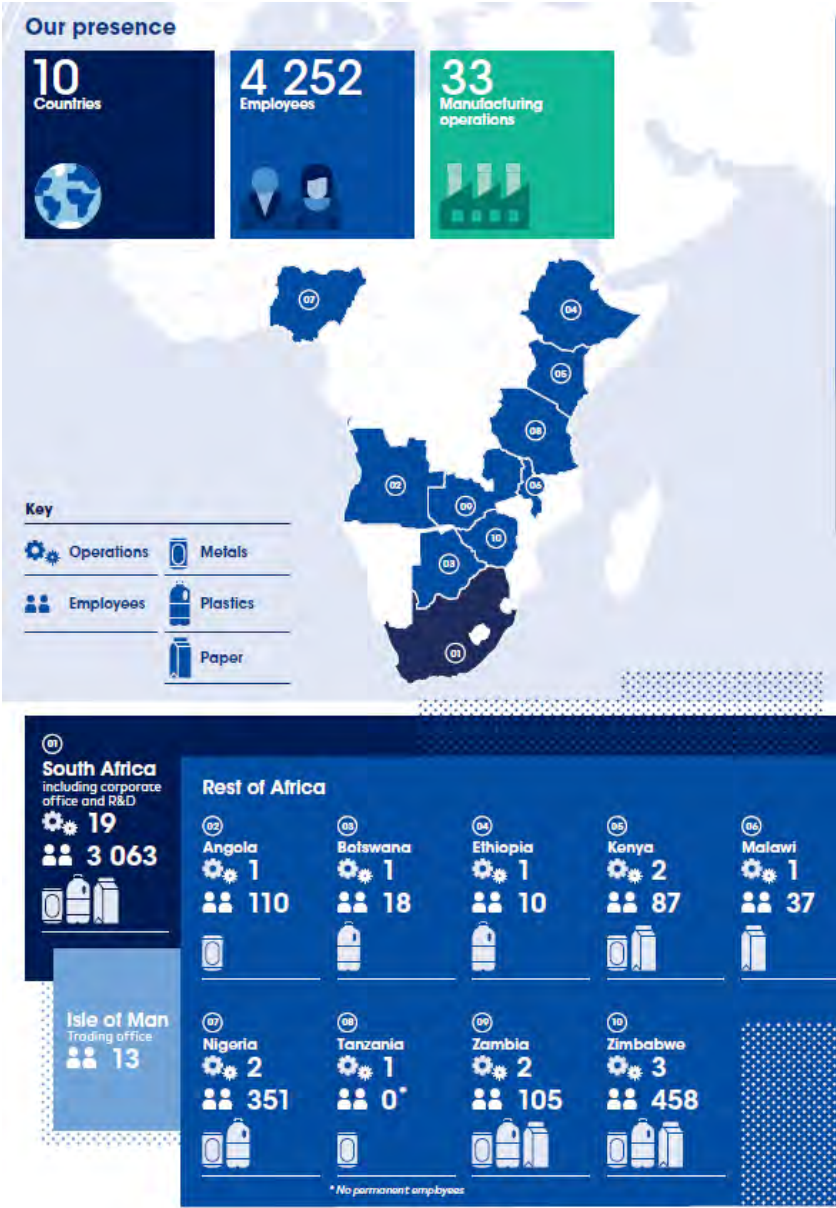 Our presence
10
Countries
4 252
Employees
33
Manufacturing
operations
07
04
05
08
02
06
09
10
03
01
Key
Operations
Metals
Employees
Plastics
Paper
01
South Africa
including corporate
office and R&D
19
3 063
Isle of Man
Trading office
13
Rest of Africa
02
Angola
1
110
03
Botswana
1
18
04
Ethiopia
1
10
05
Kenya
2
87
06
Malawi
1
37
07
Nigeria
2
351
08
Tanzania
1
0*
09
Zambia
2
105
10
Zimbabwe
3
458
* No permanent employees